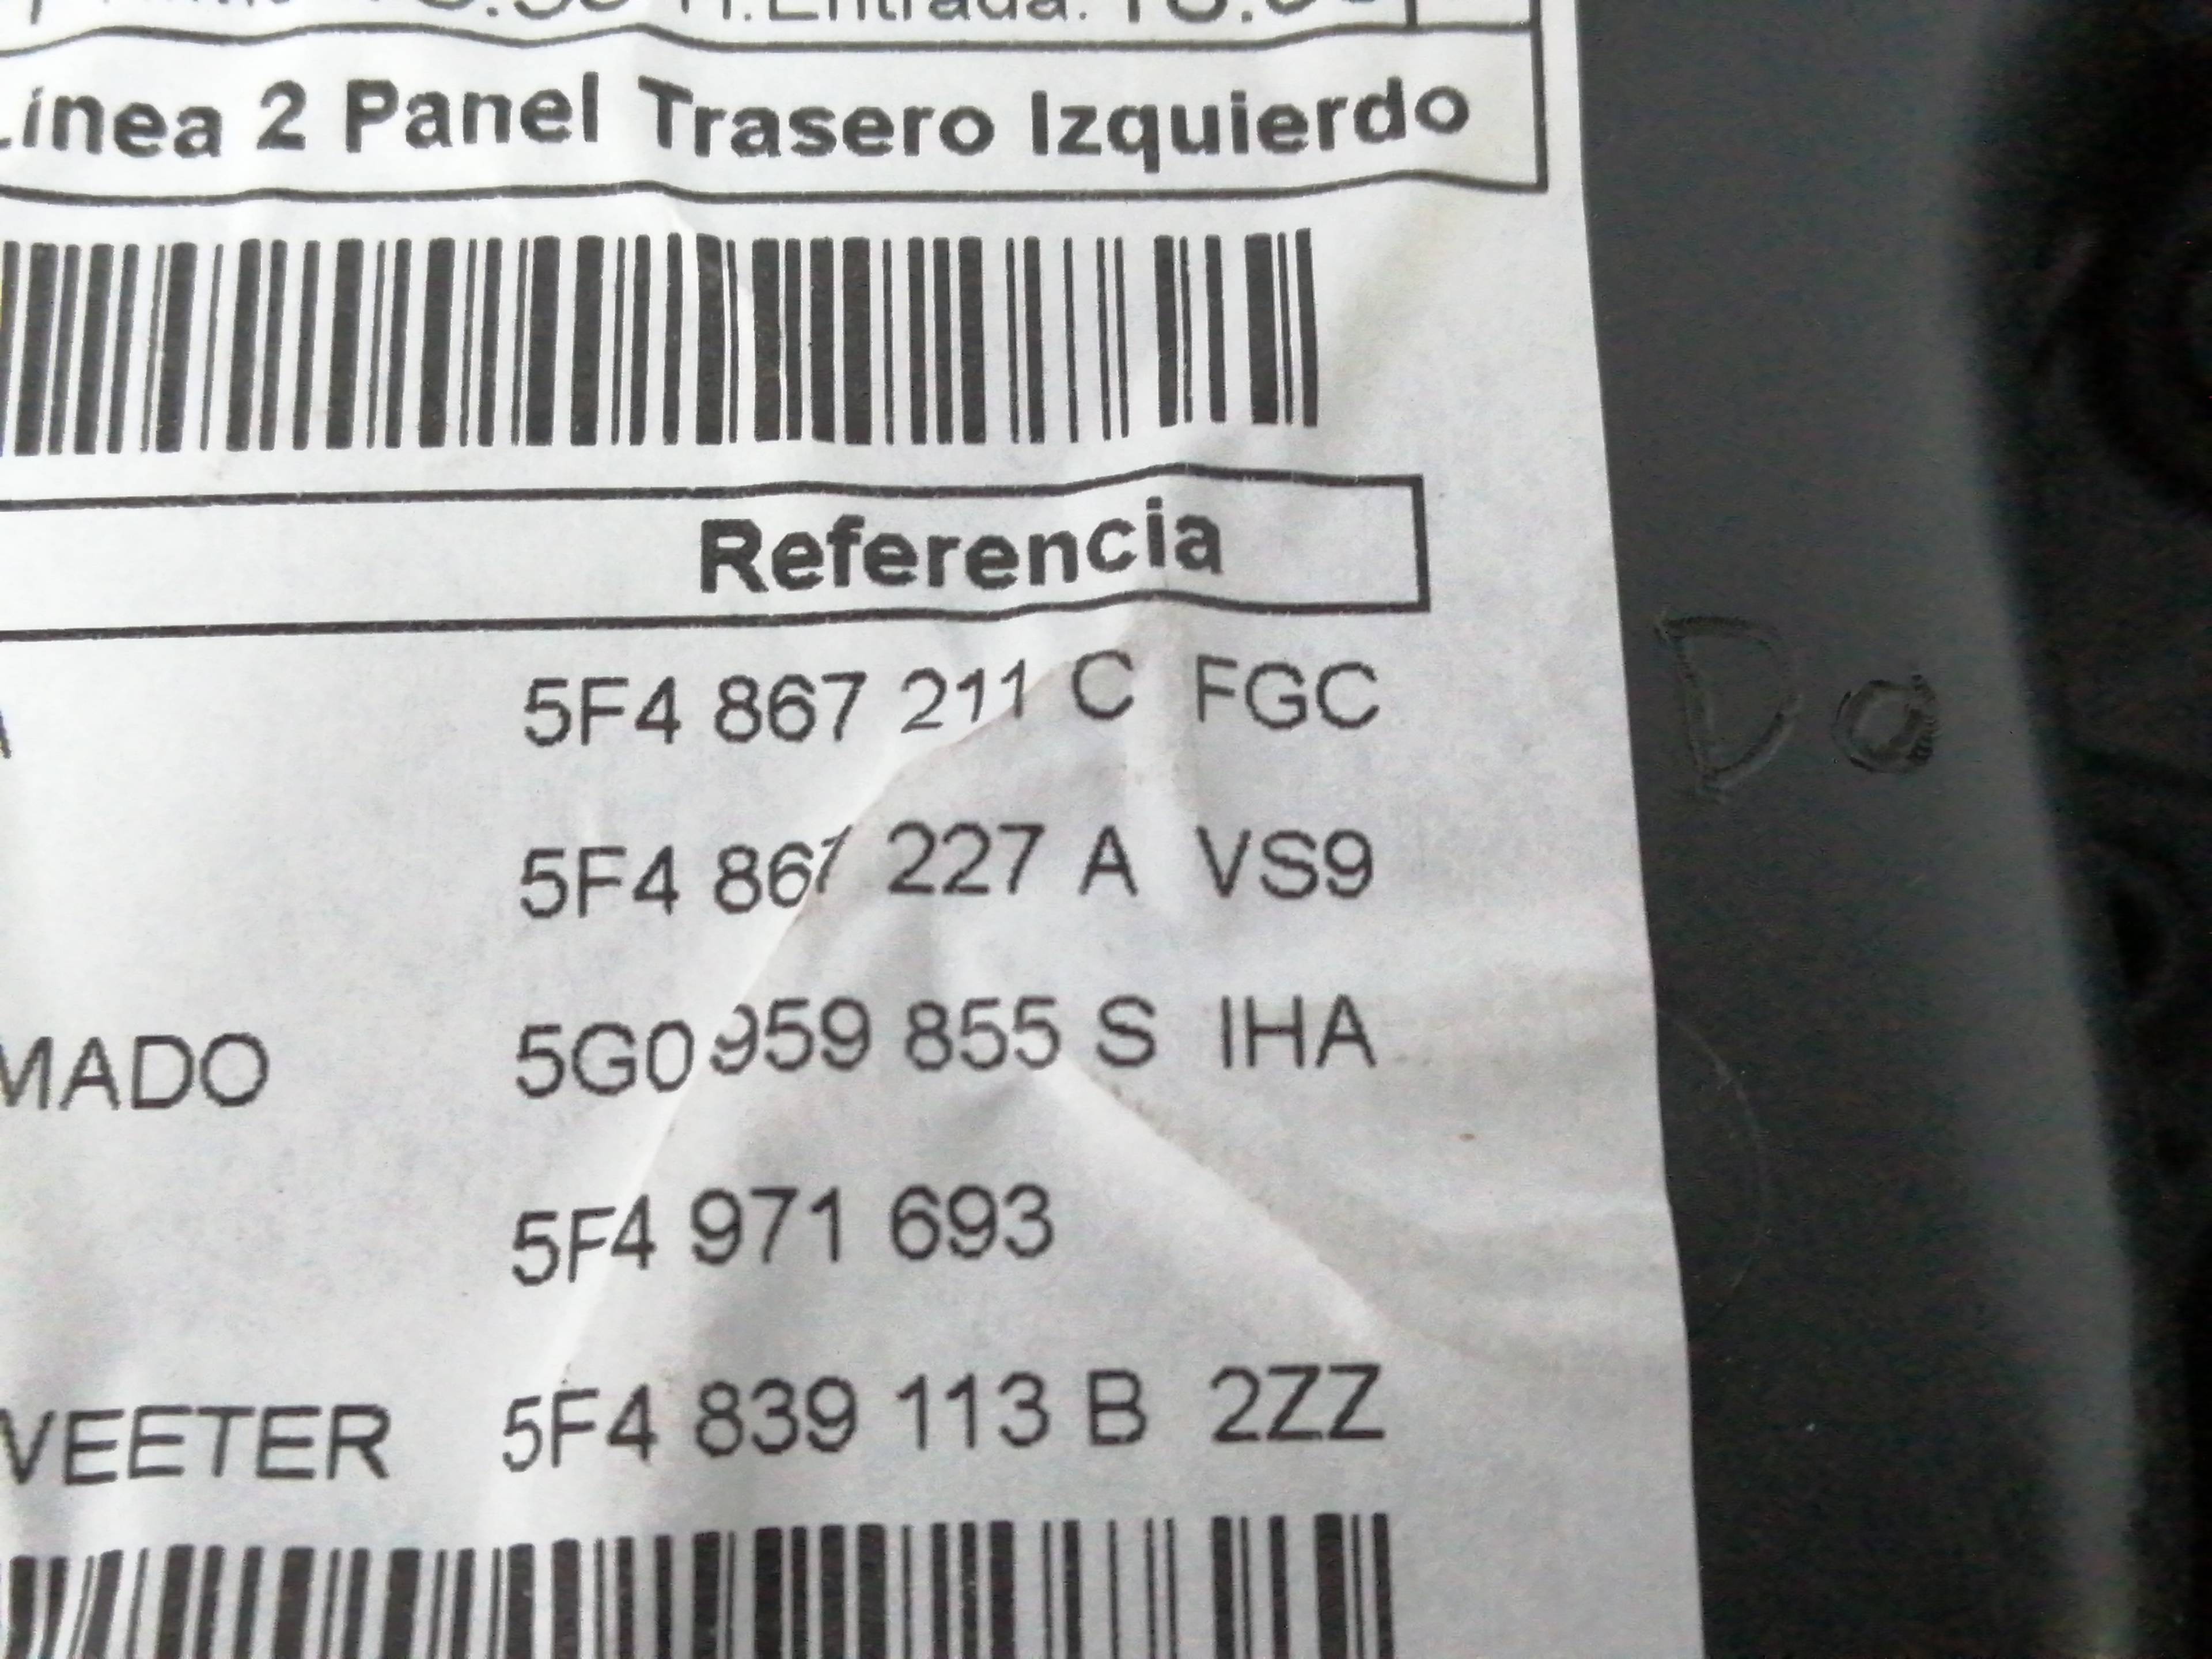 H.Entrada:
Línea 2 Panel Trasero Izquierdo
Referencia
5F4 867 211 C FGC
5F4 867 227 A VS9
MADO 5G0 959 855 S IHA
5F4 971 693
VEETER 5F4 839 113 B 2ZZ
Da